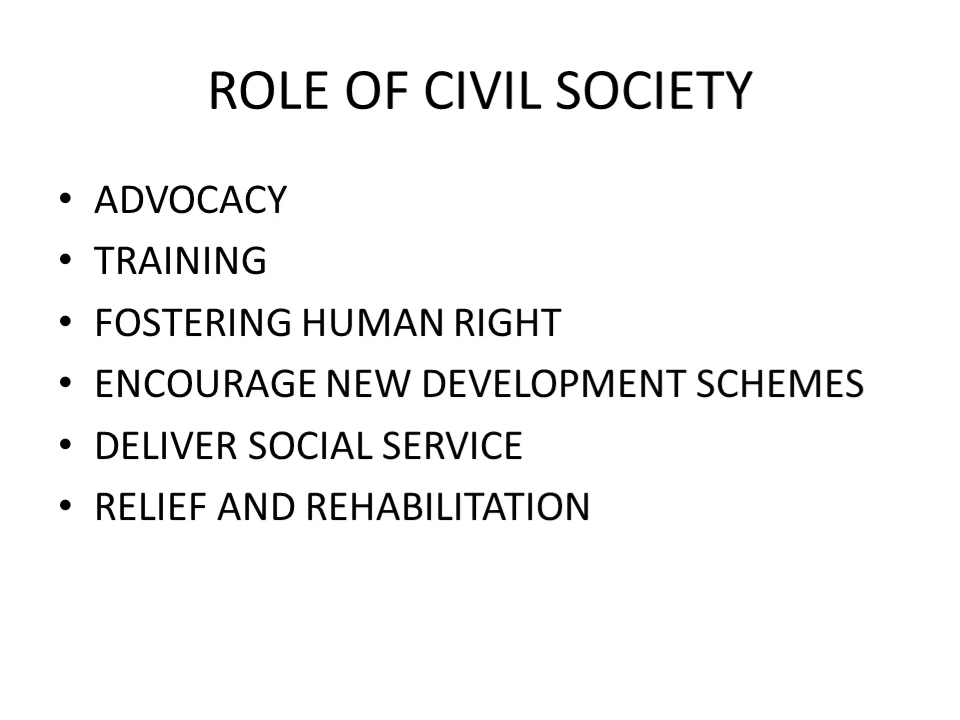 ROLE OF CIVIL SOCIETY
• ADVOCACY
• TRAINING
• FOSTERING HUMAN RIGHT
• ENCOURAGE NEW DEVELOPMENT SCHEMES
• DELIVER SOCIAL SERVICE
• RELIEF AND REHABILITATION